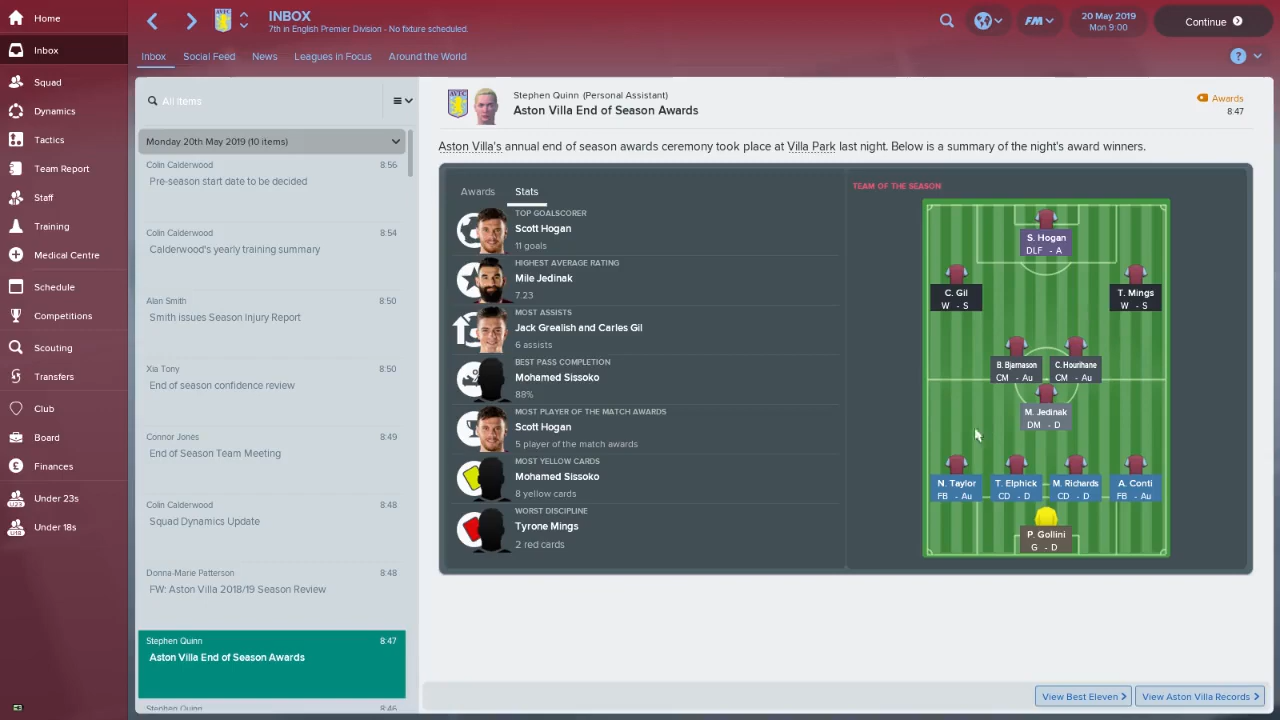 Home
Inbox
Squad
Dynamics
Tactics
Team Report
Staff
Training
Medical Centre
Schedule
Competitions
Scouting
Transfers
Club
Board
Finances
Under 23s
Under 18s
INBOX
7th in English Premier Division - No fixture scheduled.
FM
20 May 2019
Mon 9:00
Continue
Inbox
Social Feed
News
Leagues in Focus
Around the World
?
All Items
Monday 20th May 2019 (10 items)
Colin Calderwood 8:56
Pre-season start date to be decided
Colin Calderwood 8:54
Calderwood's yearly training summary
Alan Smith 8:50
Smith issues Season Injury Report
Xia Tony 8:50
End of season confidence review
Connor Jones 8:49
End of Season Team Meeting
Colin Calderwood 8:48
Squad Dynamics Update
Donna-Marie Patterson 8:48
FW: Aston Villa 2018/19 Season Review
Stephen Quinn 8:47
Aston Villa End of Season Awards
Stephen Quinn 8:46
AVFC
Stephen Quinn (Personal Assistant)
Aston Villa End of Season Awards
Awards
8:47
Aston Villa's annual end of season awards ceremony took place at Villa Park last night. Below is a summary of the night's award winners.
Awards Stats
TOP GOALSCORER
Scott Hogan
11 goals
HIGHEST AVERAGE RATING
Mile Jedinak
7.23
MOST ASSISTS
Jack Grealish and Carles Gil
6 assists
BEST PASS COMPLETION
Mohamed Sissoko
88%
MOST PLAYER OF THE MATCH AWARDS
Scott Hogan
5 player of the match awards
MOST YELLOW CARDS
Mohamed Sissoko
8 yellow cards
WORST DISCIPLINE
Tyrone Mings
2 red cards
TEAM OF THE SEASON
S. Hogan
DLF - A
C. Gil
W - S
T. Mings
W - S
B. Bjarnason
CM - Au
C. Hourihane
CM - Au
M. Jedinak
DM - D
N. Taylor
FB - Au
T. Elphick
CD - D
M. Richards
CD - D
A. Conti
FB - Au
P. Gollini
G - D
View Best Eleven
View Aston Villa Records